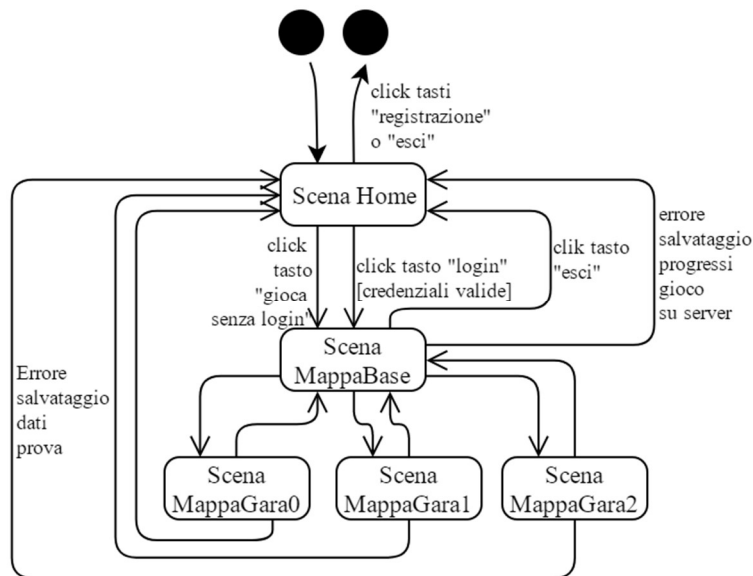 click tasti
"registrazione"
o "esci"
Scena Home
click
tasto
"gioca
senza login"
click tasto "login"
[credenziali valide]
clik tasto
"esci"
errore
salvataggio
progressi
gioco
su server
Scena
MappaBase
Errore
salvataggio
dati
prova
Scena
MappaGara0
Scena
MappaGara1
Scena
MappaGara2